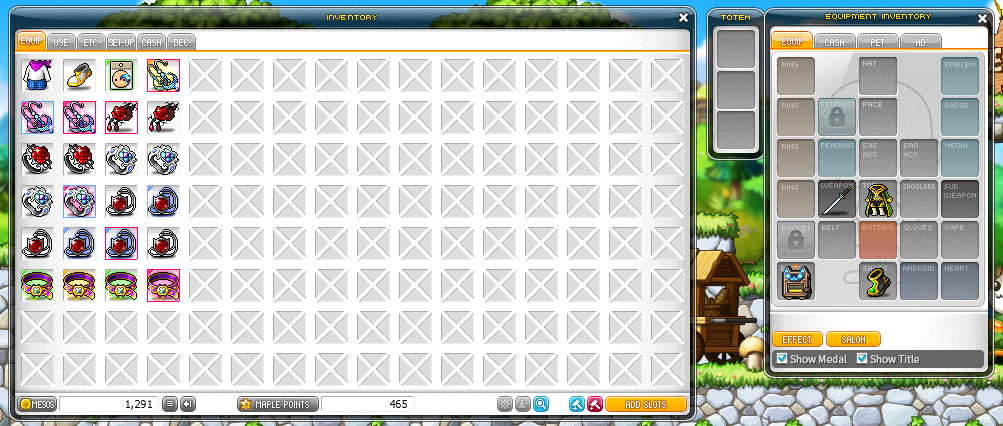 INVENTORY
EQUIP USE ETC. SET-UP CASH DEC.
MESOS 1,291 MAPLE POINTS 465 ADD SLOTS
TOTEM
EQUIPMENT INVENTORY
EQUIP CASH PET AD
RING HAT EMBLEM
RING PENDANT FACE BADGE
RING PENDANT EYE ACC EAR ACC MEDAL
RING WEAPON SHOULDER SUB WEAPON
POCKET BELT BOTTOM GLOVES CAPE
SHOES ANDROID HEART
EFFECT SALON
Show Medal Show Title